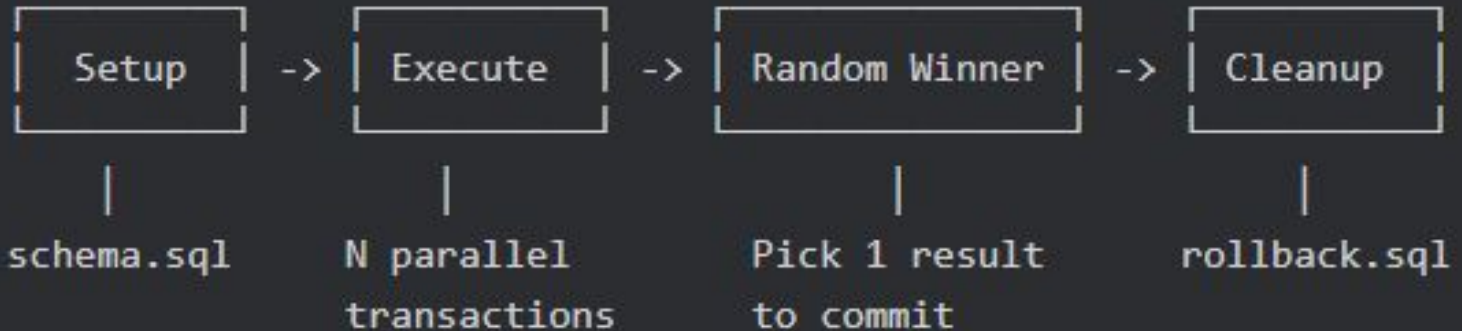 Setup -> Execute -> Random Winner -> Cleanup
schema.sql N parallel Pick 1 result rollback.sql
transactions to commit